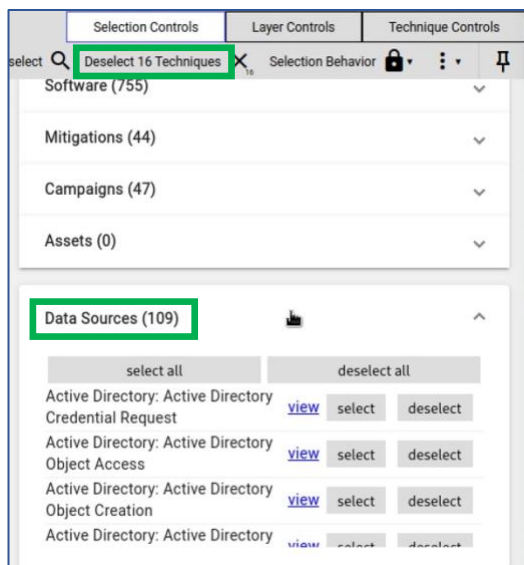 Selection Controls Layer Controls Technique Controls
select Deselect 16 Techniques 16 Selection Behavior
Software (755)
Mitigations (44)
Campaigns (47)
Assets (0)
Data Sources (109)
select all deselect all
Active Directory: Active Directory
Credential Request view select deselect
Active Directory: Active Directory
Object Access view select deselect
Active Directory: Active Directory
Object Creation view select deselect
Active Directory: Active Directory
view select deselect